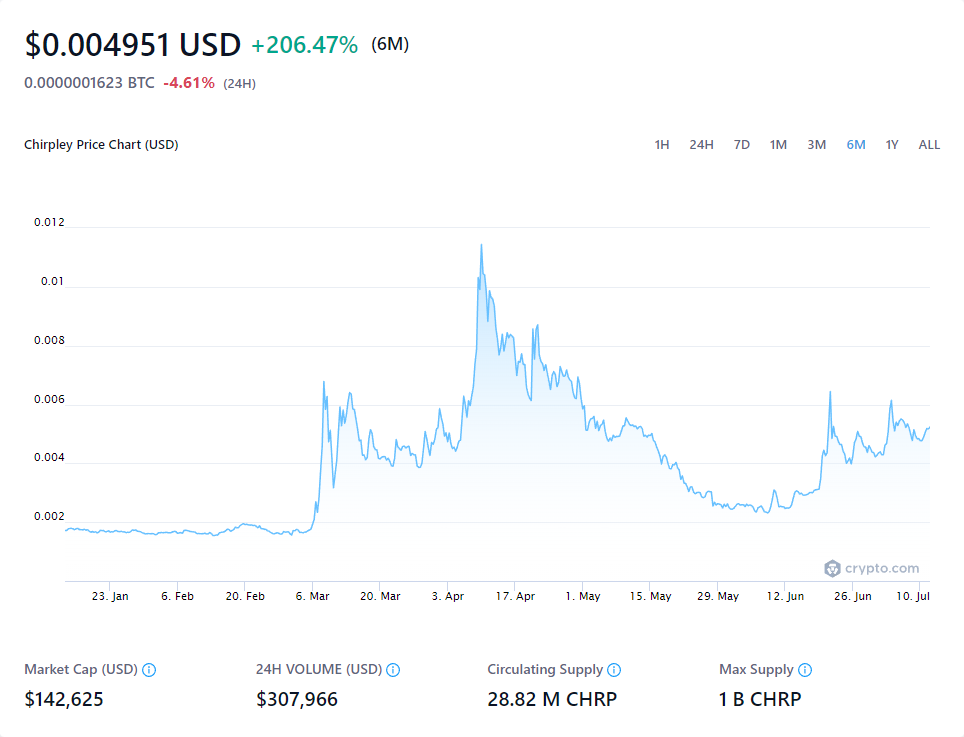 $0.004951 USD +206.47% (6M)
0.0000001623 BTC -4.61% (24H)
Chirpley Price Chart (USD) 1H 24H 7D 1M 3M 6M 1Y ALL
0.012
0.01
0.008
0.006
0.004
0.002
crypto.com
23. Jan 6. Feb 20. Feb 6. Mar 20. Mar 3. Apr 17. Apr 1. May 15. May 29. May 12. Jun 26. Jun 10. Jul
Market Cap (USD) 24H VOLUME (USD) Circulating Supply Max Supply
$142,625 $307,966 28.82 M CHRP 1 B CHRP